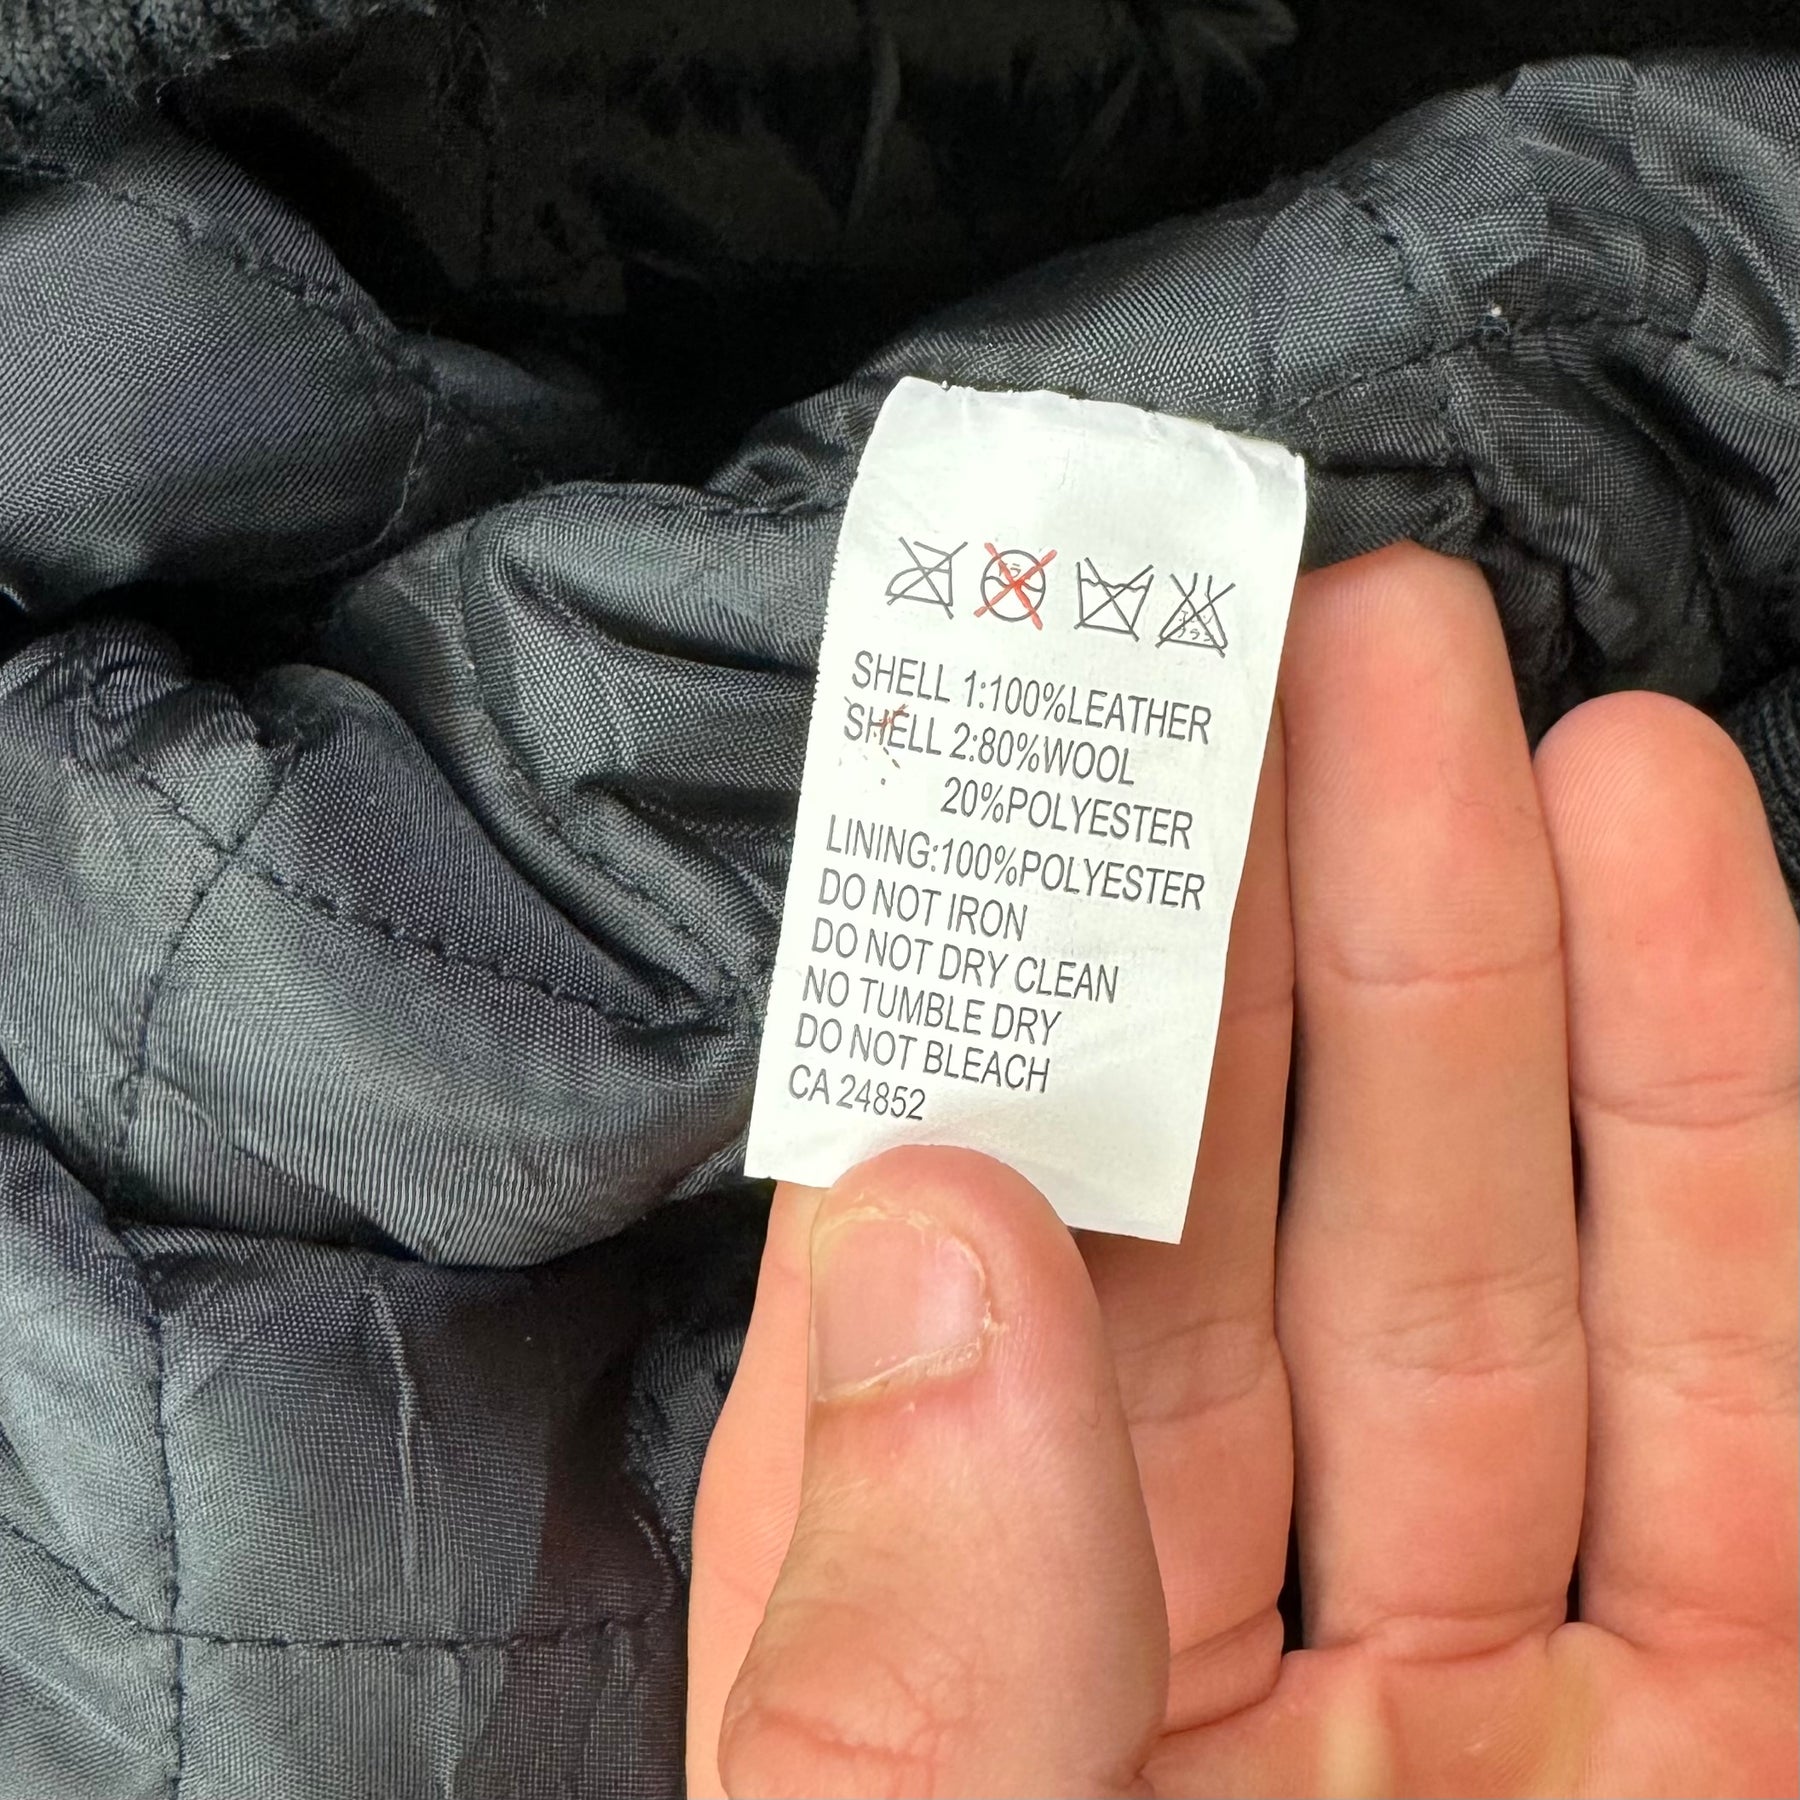 SHELL 1:100%LEATHER
SHELL 2:80%WOOL
20%POLYESTER
LINING:100%POLYESTER
DO NOT IRON
DO NOT DRY CLEAN
NO TUMBLE DRY
DO NOT BLEACH
CA 24852